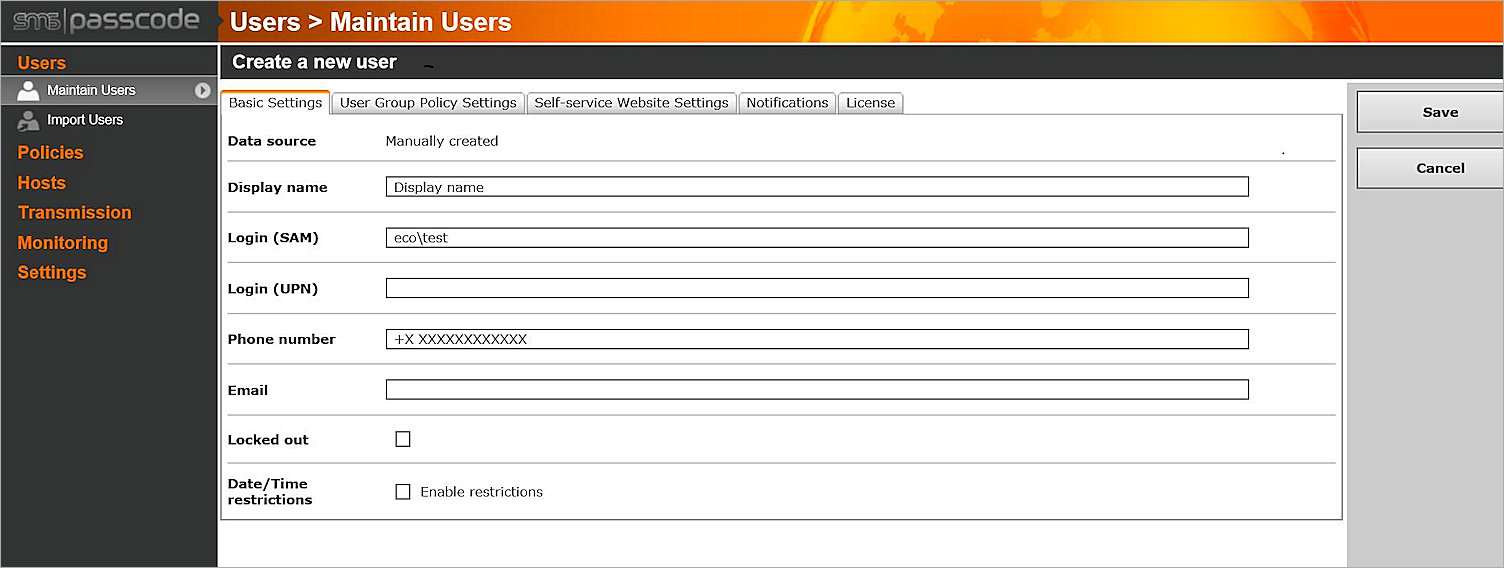 sms|passcode
Users > Maintain Users
Users
Maintain Users
Import Users
Policies
Hosts
Transmission
Monitoring
Settings
Create a new user
Basic Settings
User Group Policy Settings
Self-service Website Settings
Notifications
License
Data source
Manually created
Display name
Display name
Login (SAM)
eco\test
Login (UPN)
Phone number
+X XXXXXXXXXXXX
Email
Locked out
Date/Time
restrictions
Enable restrictions
Save
Cancel